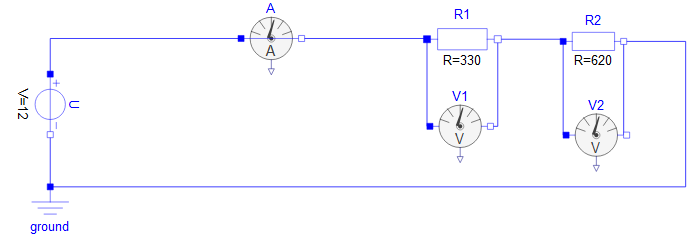 A
A
R1
R=330
V1
V
R2
R=620
V2
V
+
U
V=12
−
ground